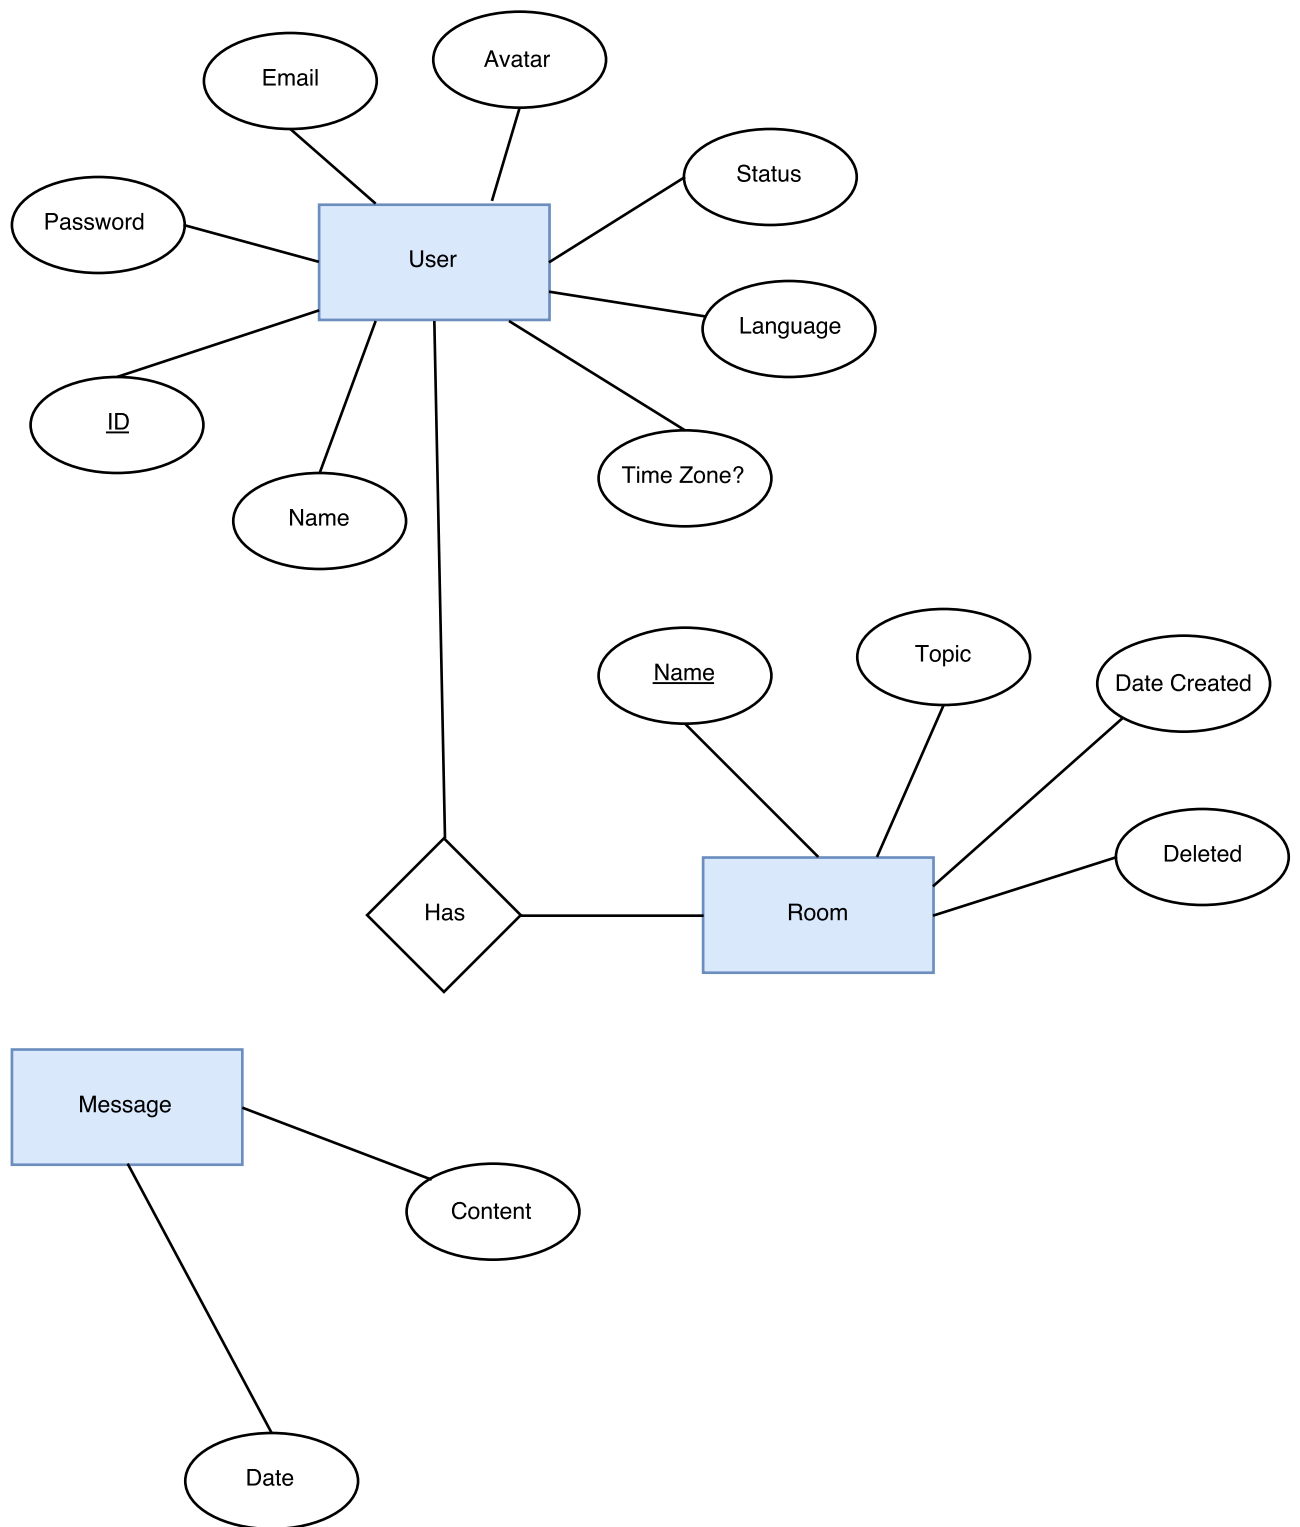 Avatar
Email
Status
Password
User
Language
ID
Time Zone?
Name
Topic
Name
Date Created
Deleted
Has
Room
Message
Content
Date